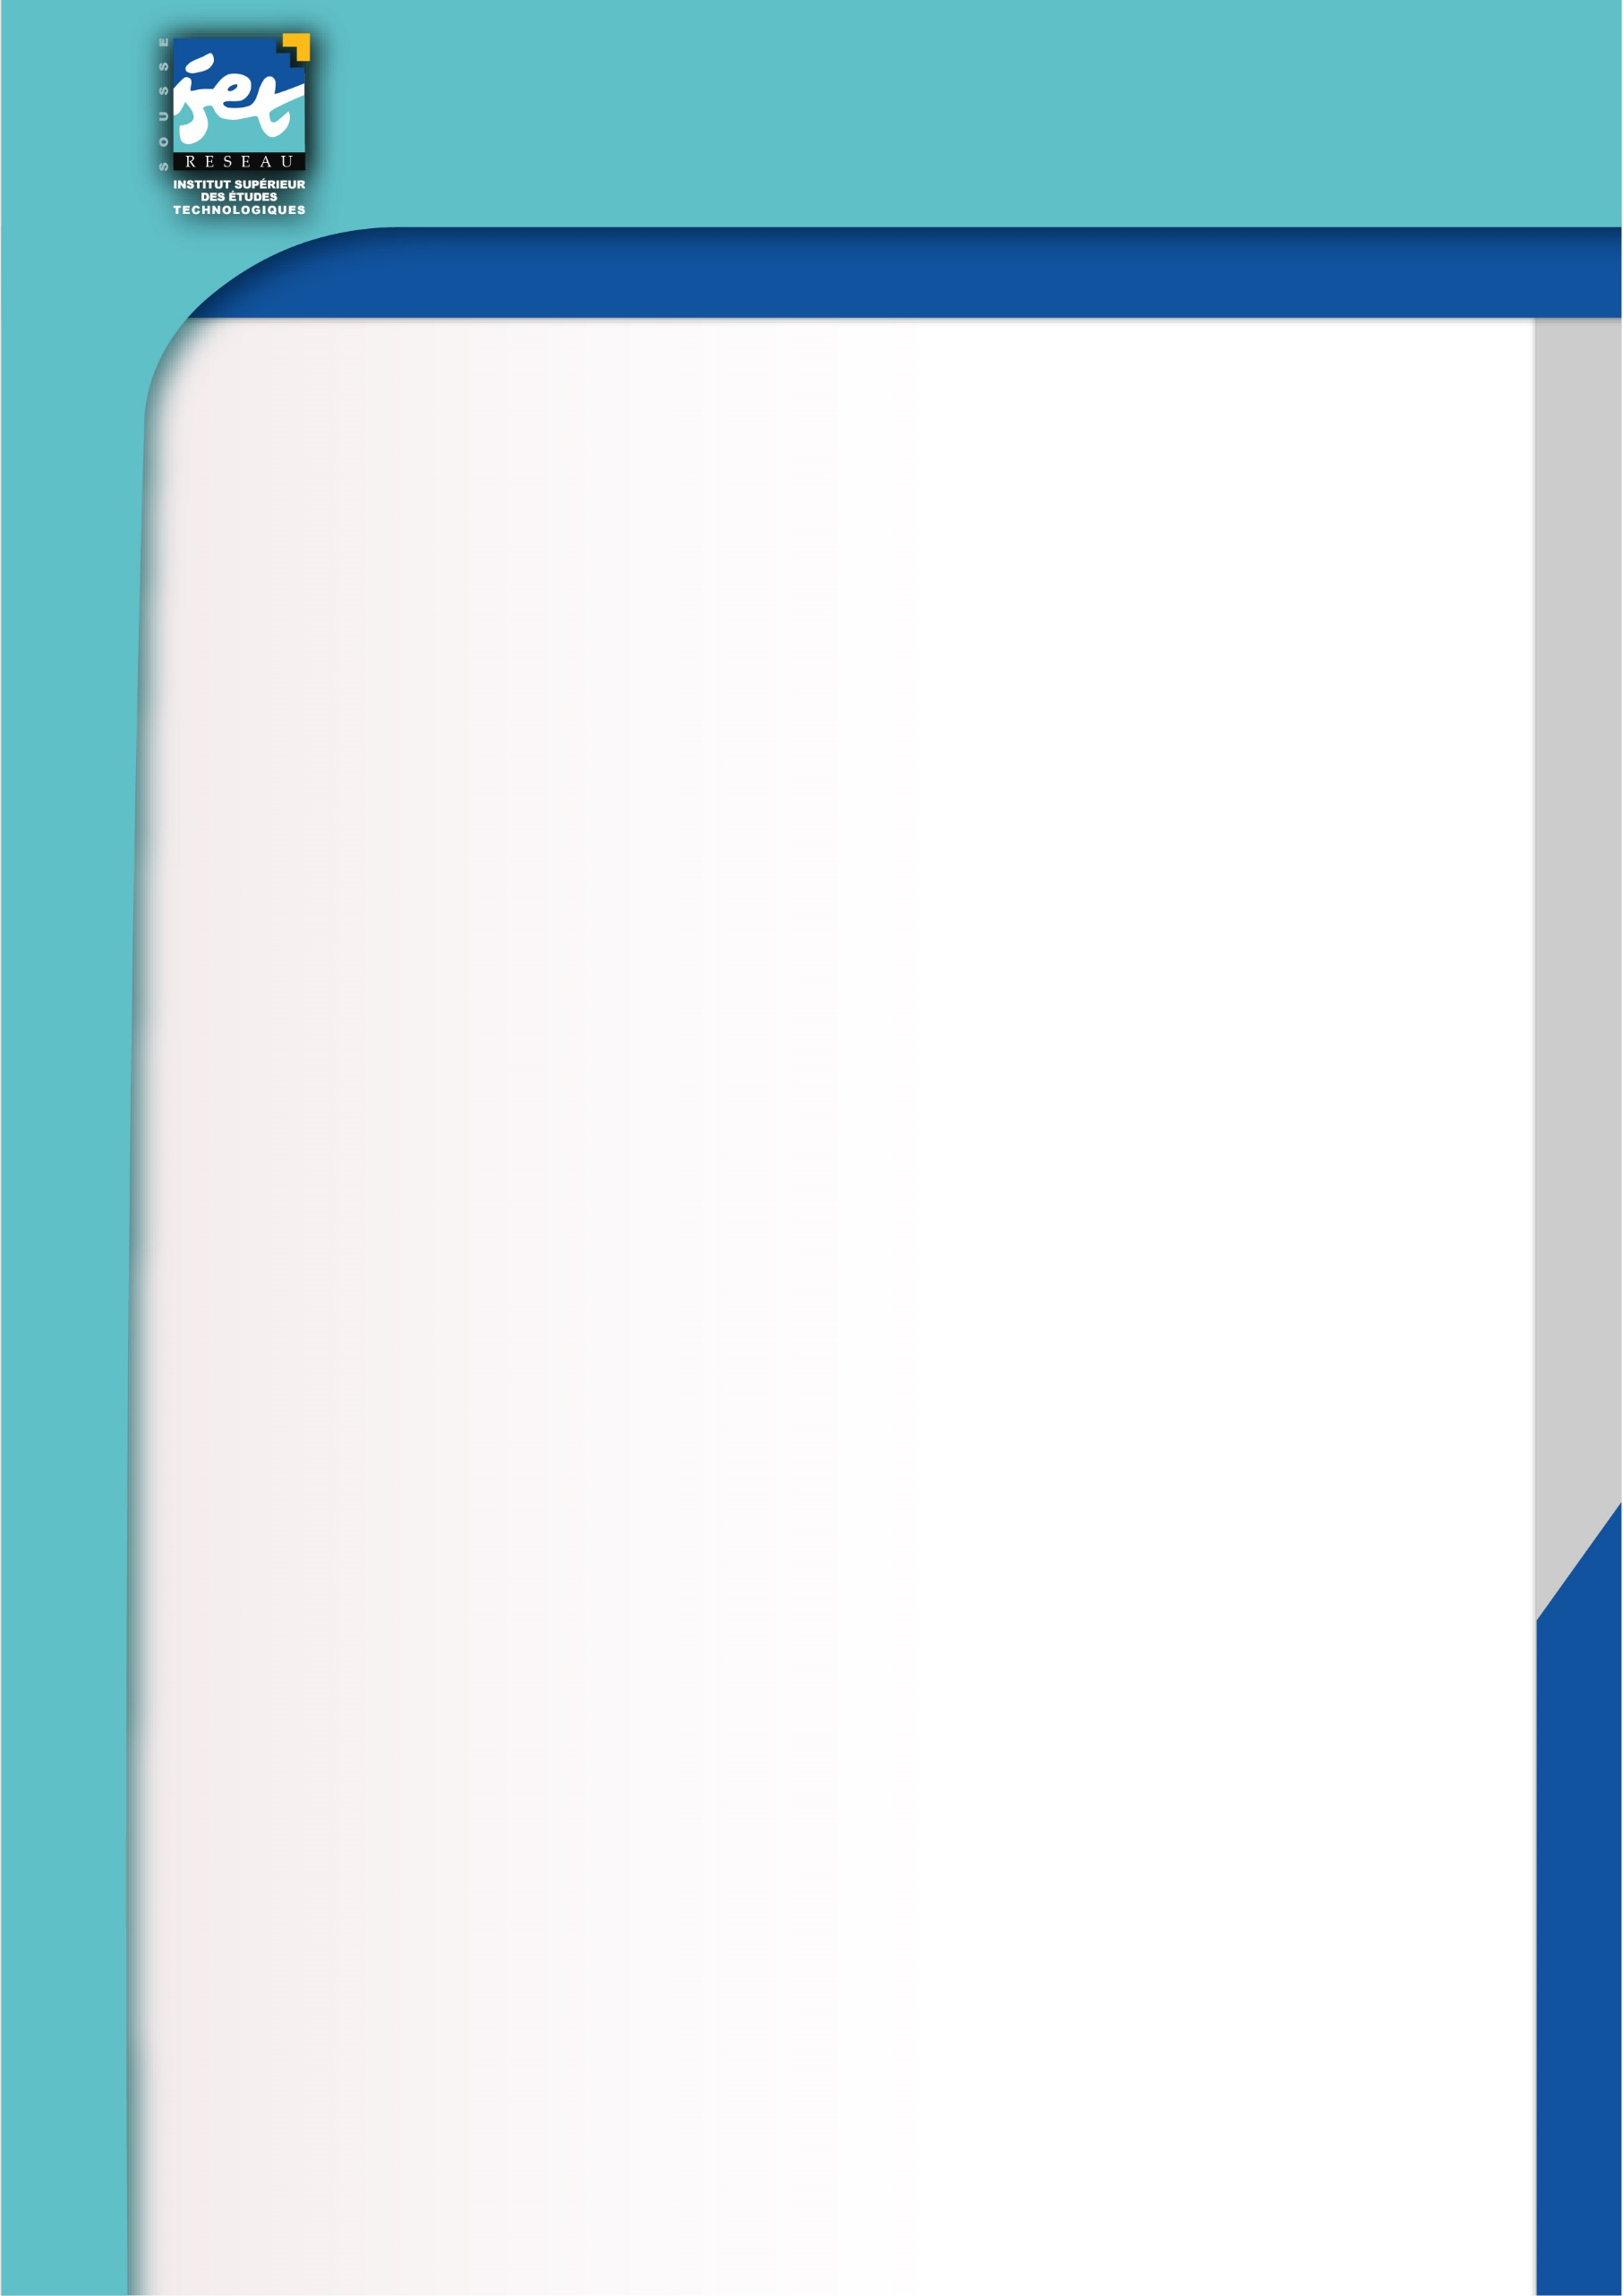 SOUSSE
iset
RESEAU
INSTITUT SUPÉRIEUR
DES ÉTUDES
TECHNOLOGIQUES